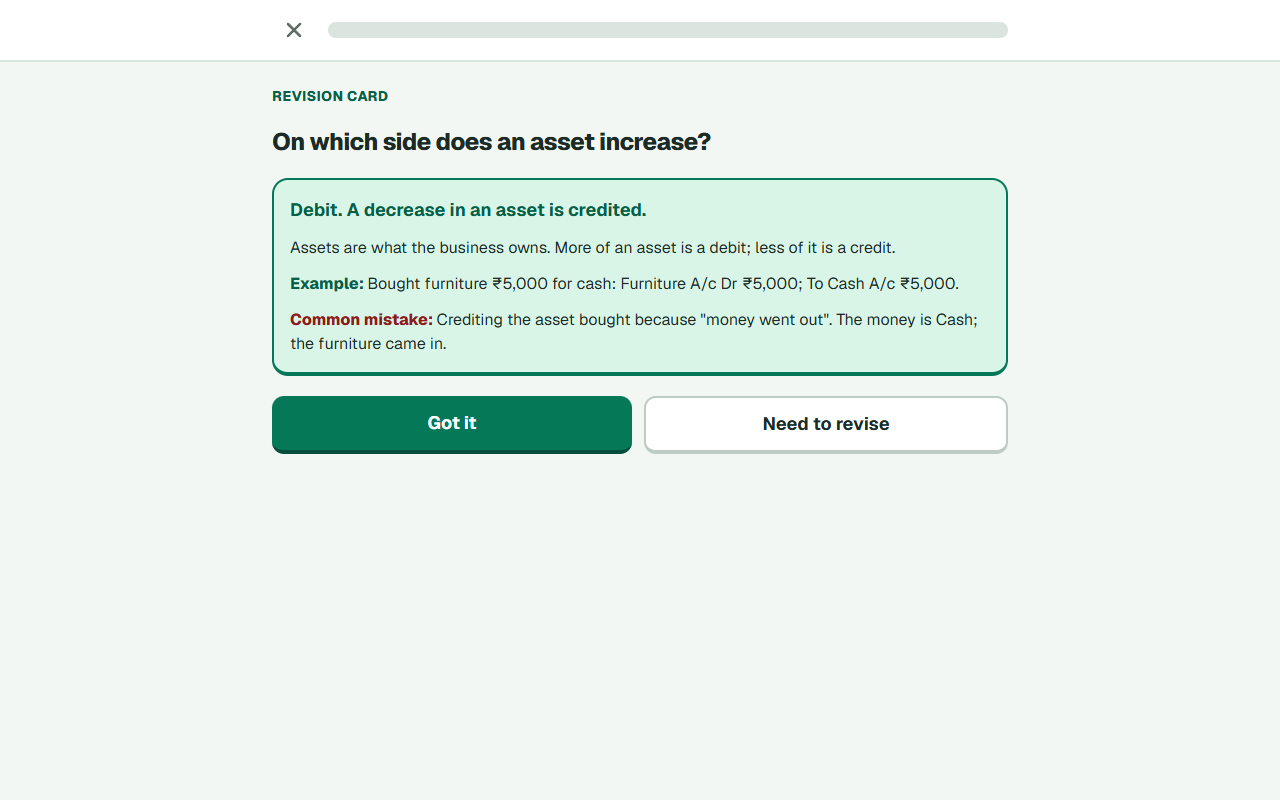 REVISION CARD
On which side does an asset increase?
Debit. A decrease in an asset is credited.
Assets are what the business owns. More of an asset is a debit; less of it is a credit.
Example: Bought furniture ₹5,000 for cash: Furniture A/c Dr ₹5,000; To Cash A/c ₹5,000.
Common mistake: Crediting the asset bought because "money went out". The money is Cash;
the furniture came in.
Got it
Need to revise